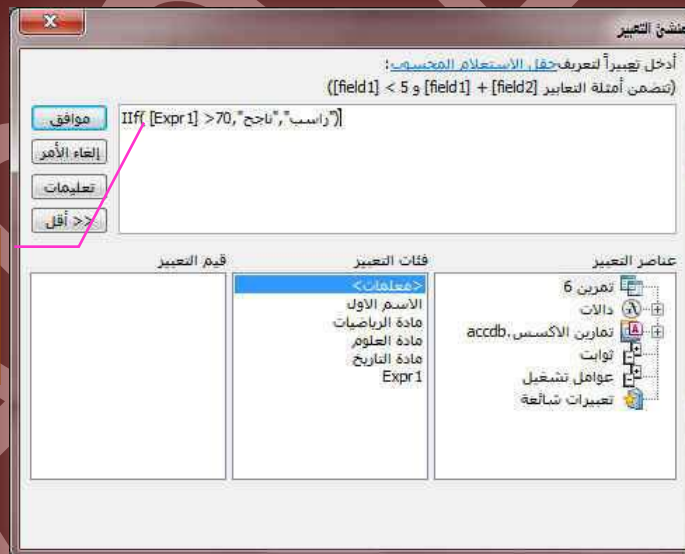 منشئ التعبير
أدخل تعبيراً لتعريف حقل الاستعلام المحسوب:
(تتضمن أمثلة التعابير [field1] + [field2] و [field1] < 5)
IIff( [Expr1] >70,"ناجح","راسب")
موافق
إلغاء الأمر
تعليمات
<< أقل
عناصر التعبير
فئات التعبير
قيم التعبير
تمرين 6
دالات
تمارين الاكسس.accdb
ثوابت
عوامل تشغيل
تعبيرات شائعة
<معلمات>
الاسم الاول
مادة الرياضيات
مادة العلوم
مادة التاريخ
Expr1